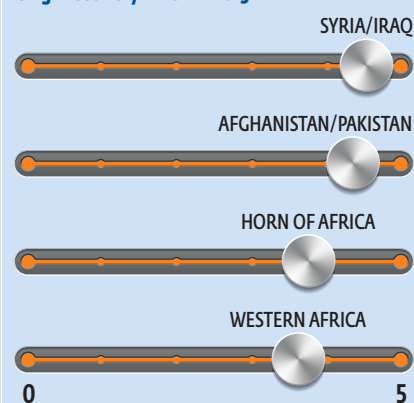 SYRIA/IRAQ
AFGHANISTAN/PAKISTAN
HORN OF AFRICA
WESTERN AFRICA
0 5